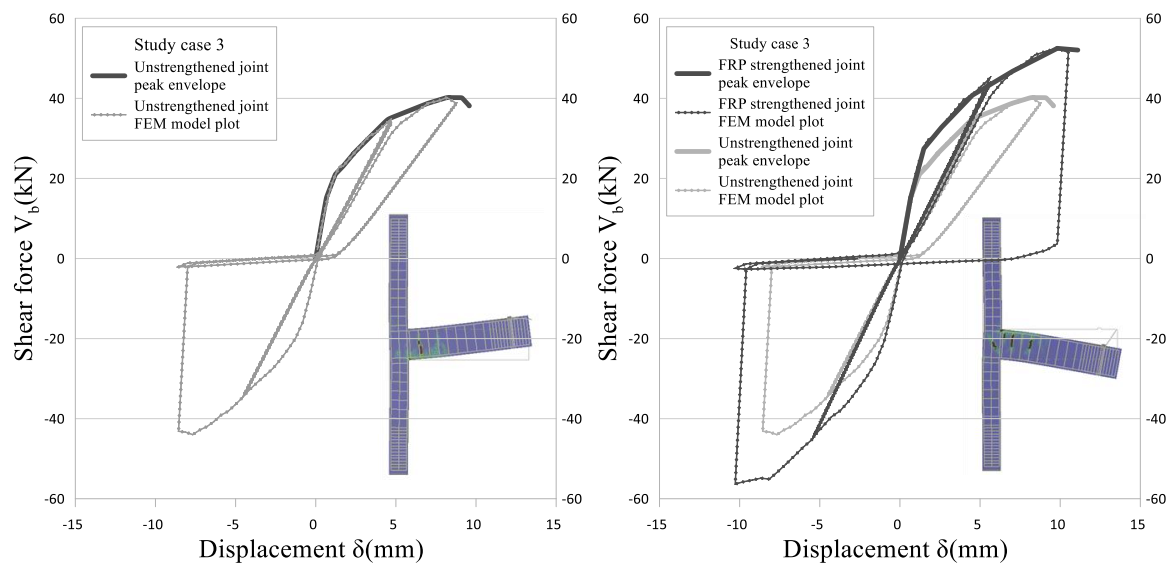 Study case 3
Unstrengthened joint
peak envelope
Unstrengthened joint
FEM model plot
60
40
20
0
-20
-40
-60
60
40
20
0
-20
-40
-60
-15
-10
-5
0
5
10
15
Shear force V_b(kN)
Displacement δ(mm)
Study case 3
FRP strengthened joint
peak envelope
FRP strengthened joint
FEM model plot
Unstrengthened joint
peak envelope
Unstrengthened joint
FEM model plot
60
40
20
0
-20
-40
-60
60
40
20
0
-20
-40
-60
-15
-10
-5
0
5
10
15
Shear force V_b(kN)
Displacement δ(mm)